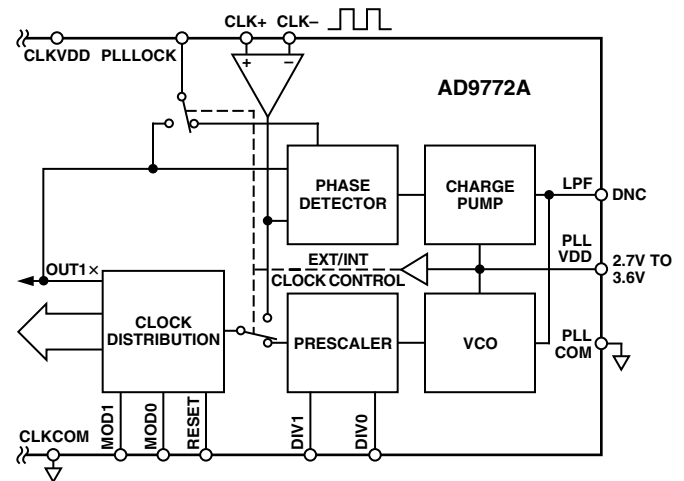 CLK+ CLK–
CLKVDD PLLLOCK
+ –
AD9772A
PHASE
DETECTOR
CHARGE
PUMP
LPF
DNC
PLL
VDD
2.7V TO
3.6V
OUT1×
EXT/INT
CLOCK CONTROL
CLOCK
DISTRIBUTION
PRESCALER
VCO
PLL
COM
CLKCOM
MOD1
MOD0
RESET
DIV1
DIV0